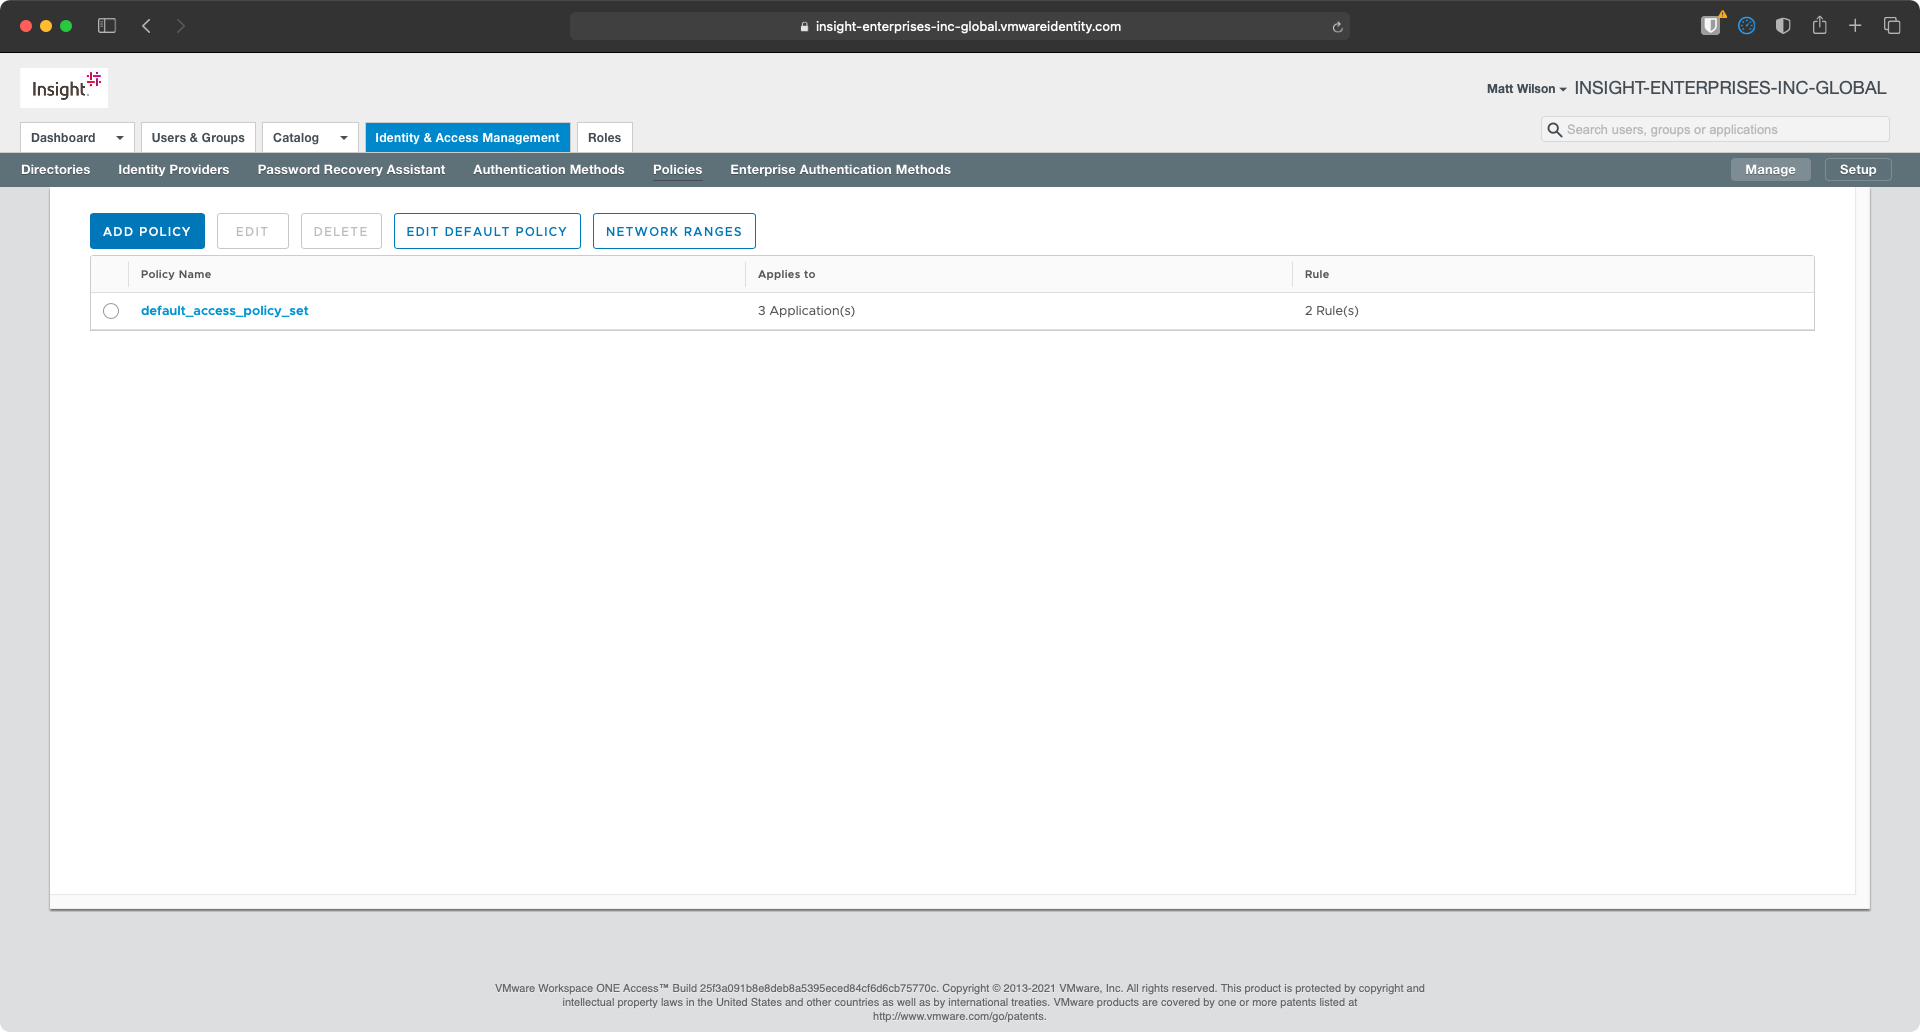 insight-enterprises-inc-global.vmwareidentity.com
Insight
Matt Wilson INSIGHT-ENTERPRISES-INC-GLOBAL
Dashboard Users & Groups Catalog Identity & Access Management Roles
Search users, groups or applications
Directories Identity Providers Password Recovery Assistant Authentication Methods Policies Enterprise Authentication Methods Manage Setup
ADD POLICY EDIT DELETE EDIT DEFAULT POLICY NETWORK RANGES
Policy Name Applies to Rule
default_access_policy_set 3 Application(s) 2 Rule(s)
VMware Workspace ONE Access™ Build 25f3a091b8e8deb8a5395eced84cf6d6cb75770c. Copyright © 2013-2021 VMware, Inc. All rights reserved. This product is protected by copyright and
intellectual property laws in the United States and other countries as well as by international treaties. VMware products are covered by one or more patents listed at
http://www.vmware.com/go/patents.